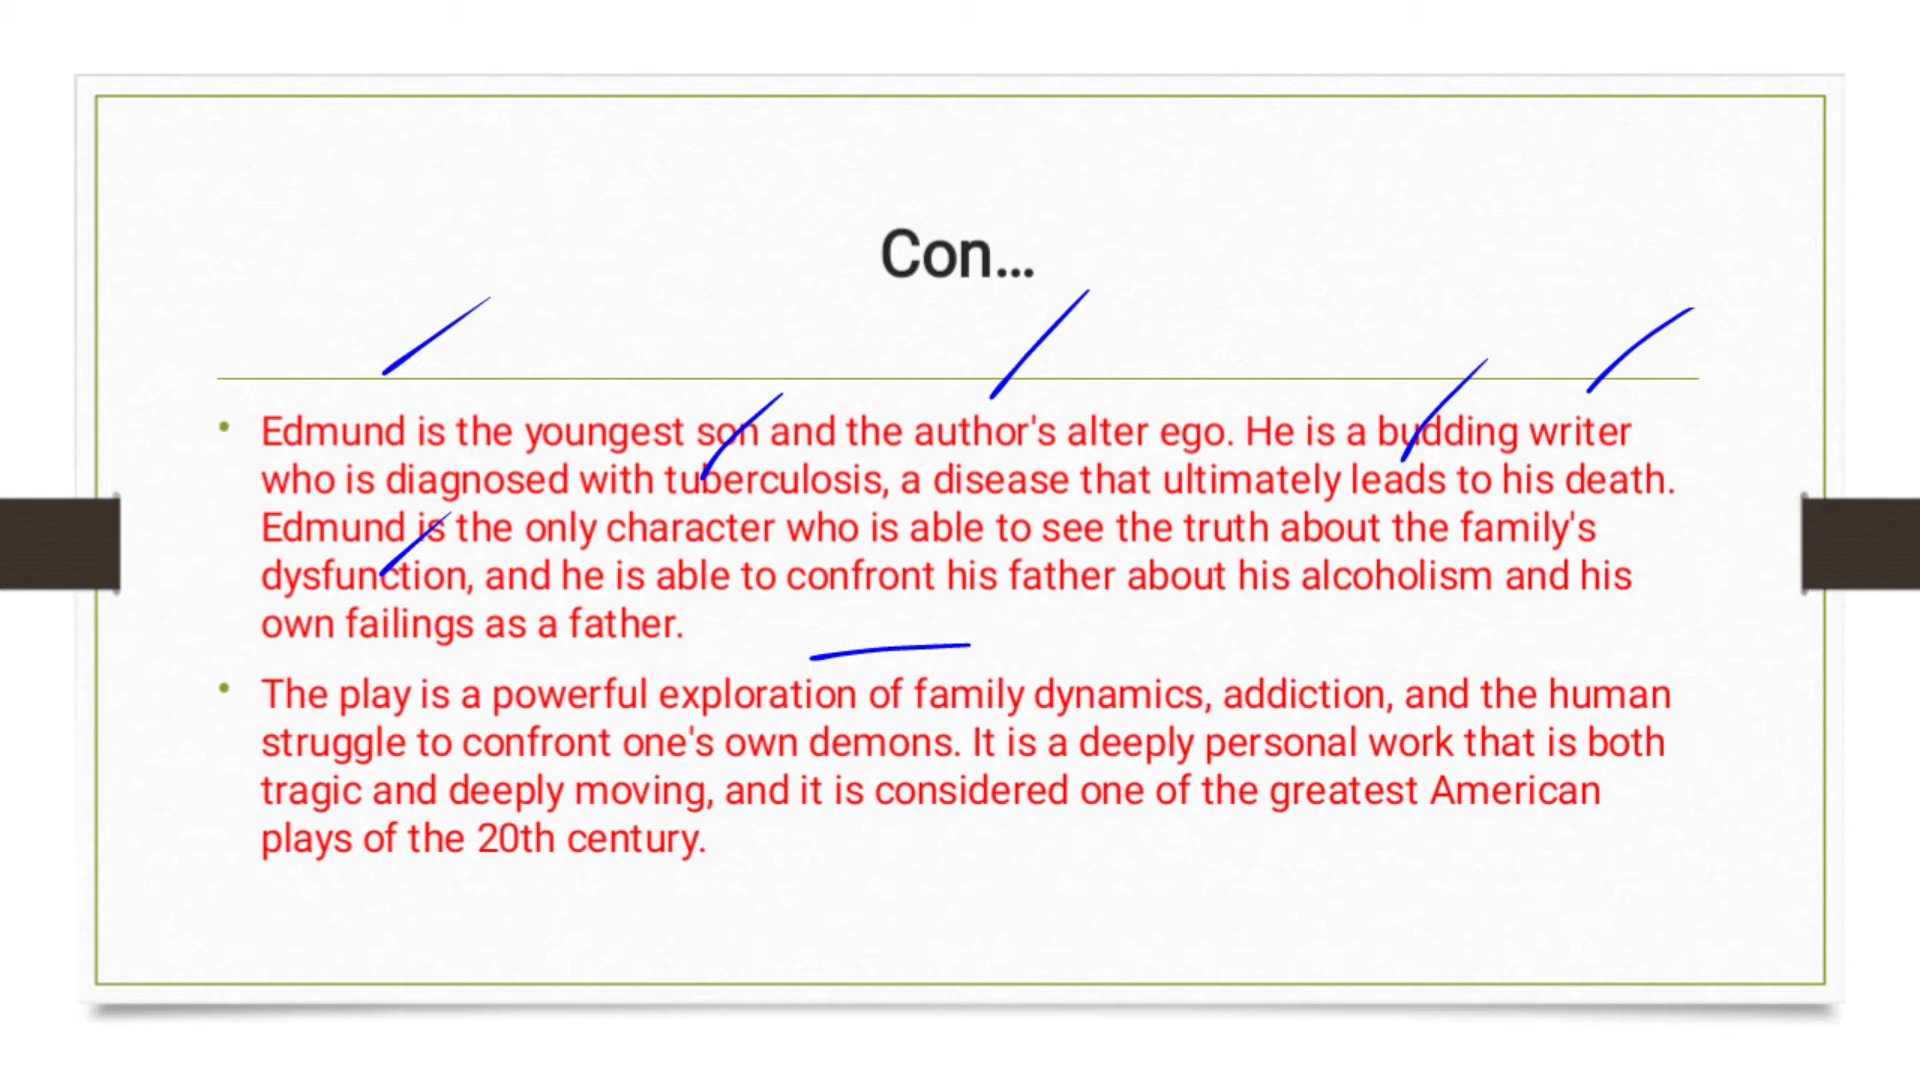 Con...
Edmund is the youngest son and the author's alter ego. He is a budding writer
who is diagnosed with tuberculosis, a disease that ultimately leads to his death.
Edmund is the only character who is able to see the truth about the family's
dysfunction, and he is able to confront his father about his alcoholism and his
own failings as a father.
The play is a powerful exploration of family dynamics, addiction, and the human
struggle to confront one's own demons. It is a deeply personal work that is both
tragic and deeply moving, and it is considered one of the greatest American
plays of the 20th century.